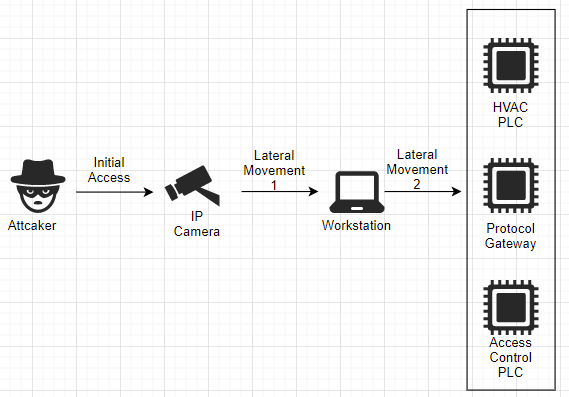 Attcaker
Initial
Access
IP
Camera
Lateral
Movement
1
Workstation
Lateral
Movement
2
HVAC
PLC
Protocol
Gateway
Access
Control
PLC